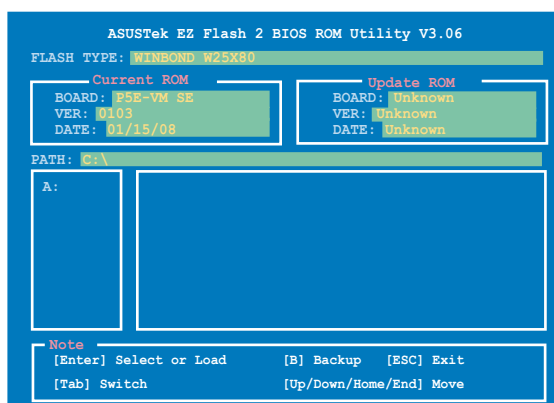 ASUSTek EZ Flash 2 BIOS ROM Utility V3.06
FLASH TYPE: WINBOND W25X80
Current ROM
BOARD: P5E-VM SE
VER: 0103
DATE: 01/15/08
Update ROM
BOARD: Unknown
VER: Unknown
DATE: Unknown
PATH: C:\
A:
Note
[Enter] Select or Load [B] Backup [ESC] Exit
[Tab] Switch [Up/Down/Home/End] Move